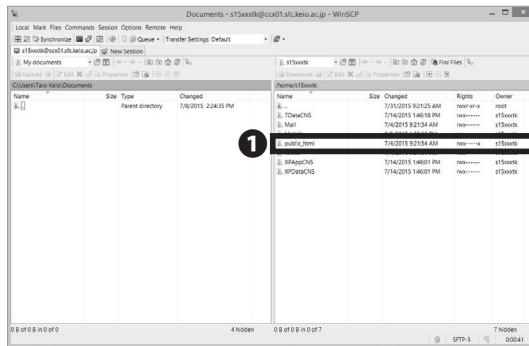 Documents - s15xxxtk@ccx01.sfc.keio.ac.jp - WinSCP
Local Mark Files Commands Session Options Remote Help
Synchronize Queue Transfer Settings Default
s15xxxtk@ccx01.sfc.keio.ac.jp New Session
My documents s15xxxtk Find Files
Upload Edit Properties Download Edit Properties
C:\Users\Taro Keio\Documents /home/s15xxxtk
Name Size Type Changed Name Size Changed Rights Owner
Parent directory 7/8/2015 2:24:35 PM .. 7/31/2015 9:21:25 AM rwxr-xr-x root
7DataCNS 7/14/2015 1:46:18 PM rwx------ s15xxxtk
Mail 7/4/2015 9:21:54 AM rwx------ s15xxxtk
1 public_html 7/4/2015 9:21:54 AM rwx-----x s15xxxtk
XPAppCNS 7/14/2015 1:46:01 PM rwx------ s15xxxtk
XPDataCNS 7/14/2015 1:46:01 PM rwx------ s15xxxtk
0 B of 0 B in 0 of 0 4 hidden 0 B of 0 B in 0 of 7 7 hidden
SFTP-3 0:00:41